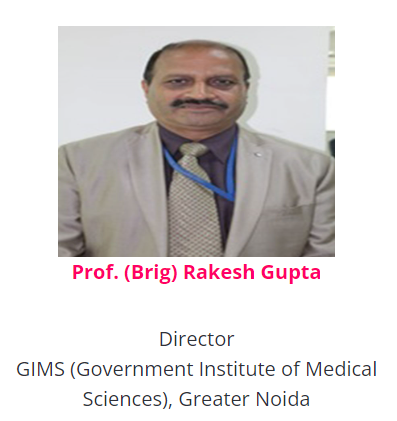 Prof. (Brig) Rakesh Gupta
Director
GIMS (Government Institute of Medical
Sciences), Greater Noida